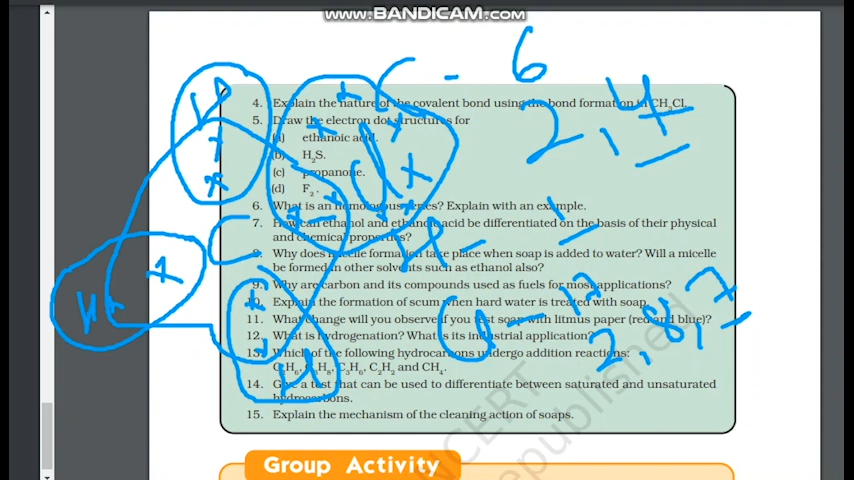 www.BANDICAM.com
C - 6
2, 4
4. Explain the nature of the covalent bond using the bond formation in CH3Cl.
5. Draw the electron dot structures for
(a) ethanoic acid.
(b) H2S.
(c) propanone.
(d) F2.
6. What is an homologous series? Explain with an example.
7. How can ethanol and ethanoic acid be differentiated on the basis of their physical
and chemical properties?
8. Why does micelle formation take place when soap is added to water? Will a micelle
be formed in other solvents such as ethanol also?
9. Why are carbon and its compounds used as fuels for most applications?
10. Explain the formation of scum when hard water is treated with soap.
11. What change will you observe if you test soap with litmus paper (red and blue)?
12. What is hydrogenation? What is its industrial application?
13. Which of the following hydrocarbons undergo addition reactions:
C2H6, C3H8, C3H6, C2H2 and CH4.
14. Give a test that can be used to differentiate between saturated and unsaturated
hydrocarbons.
15. Explain the mechanism of the cleaning action of soaps.
H
C
Cl
H
H
H - 1
Cl - 17
2, 8, 7
Group Activity